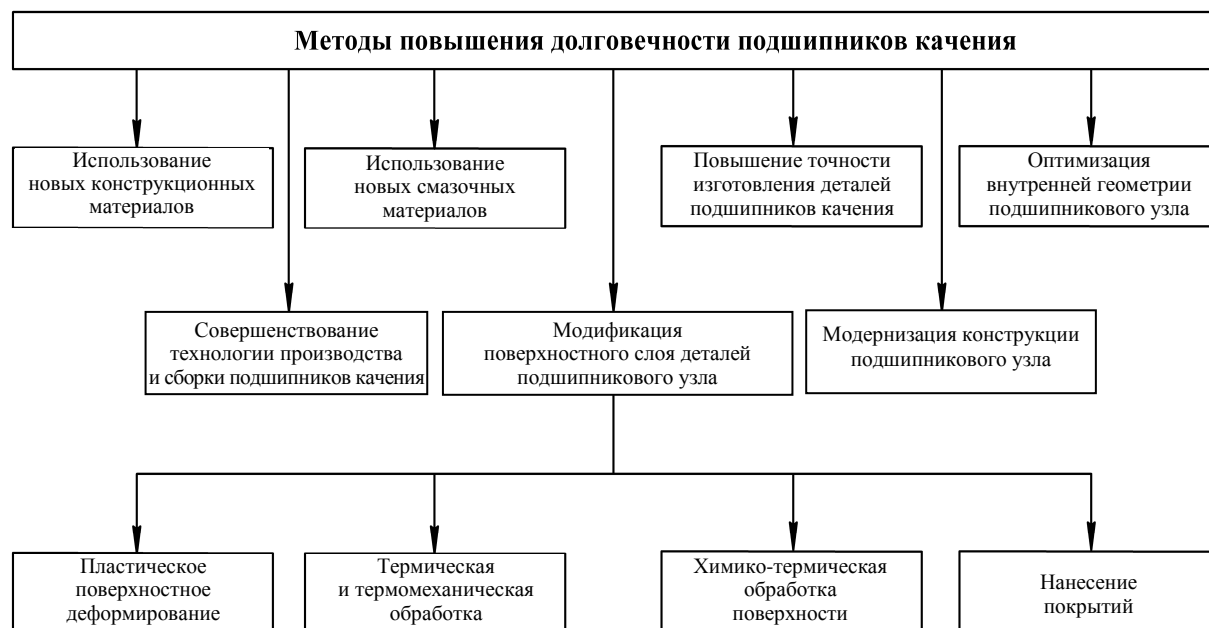 Методы повышения долговечности подшипников качения
Использование
новых конструкционных
материалов
Использование
новых смазочных
материалов
Повышение точности
изготовления деталей
подшипников качения
Оптимизация
внутренней геометрии
подшипникового узла
Совершенствование
технологии производства
и сборки подшипников качения
Модификация
поверхностного слоя деталей
подшипникового узла
Модернизация конструкции
подшипникового узла
Пластическое
поверхностное
деформирование
Термическая
и термомеханическая
обработка
Химико-термическая
обработка
поверхности
Нанесение
покрытий